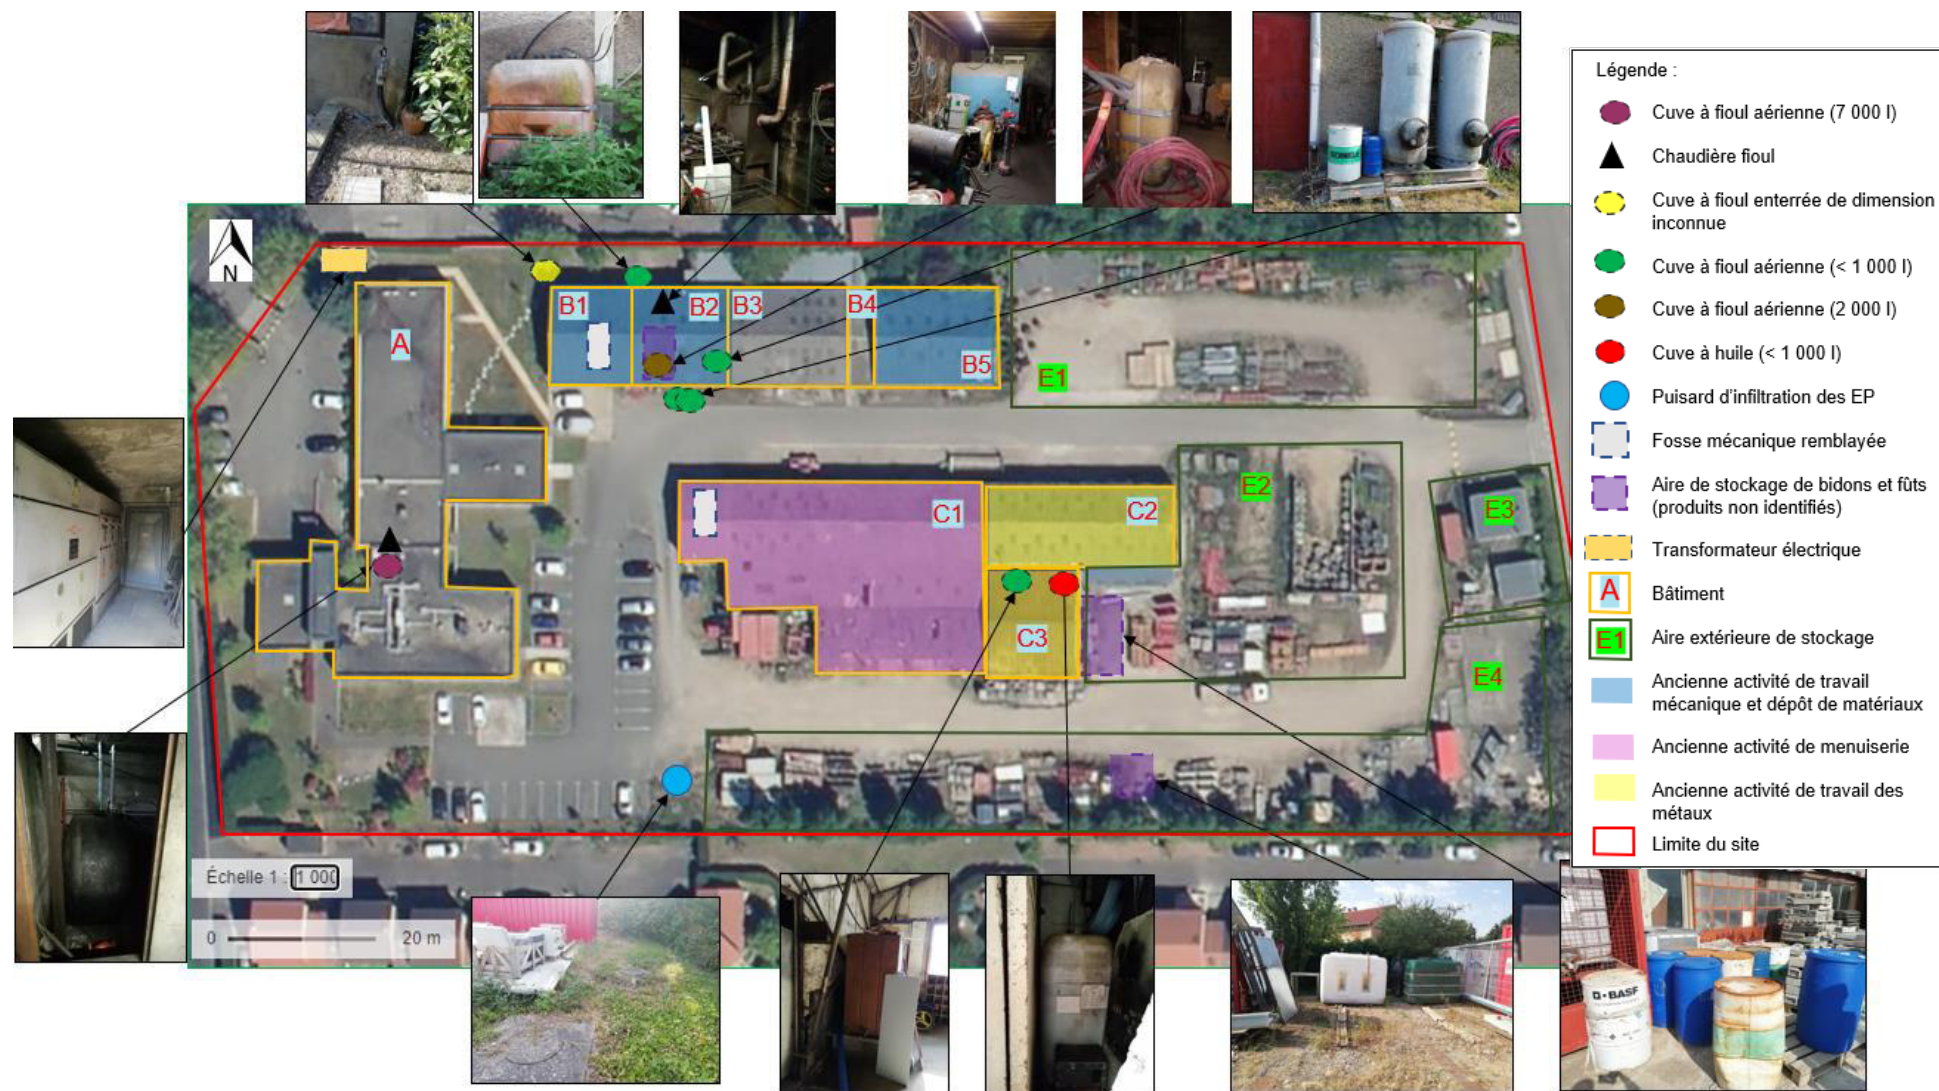 Légende :
Cuve à fioul aérienne (7 000 l)
Chaudière fioul
Cuve à fioul enterrée de dimension
inconnue
Cuve à fioul aérienne (< 1 000 l)
Cuve à fioul aérienne (2 000 l)
Cuve à huile (< 1 000 l)
Puisard d'infiltration des EP
Fosse mécanique remblayée
Aire de stockage de bidons et fûts
(produits non identifiés)
Transformateur électrique
A
Bâtiment
E1
Aire extérieure de stockage
Ancienne activité de travail
mécanique et dépôt de matériaux
Ancienne activité de menuiserie
Ancienne activité de travail des
métaux
Limite du site
N
A
B1
B2
B3
B4
B5
E1
C1
C2
E2
E3
C3
E4
Échelle 1 : 1 000
0
20 m
BASF